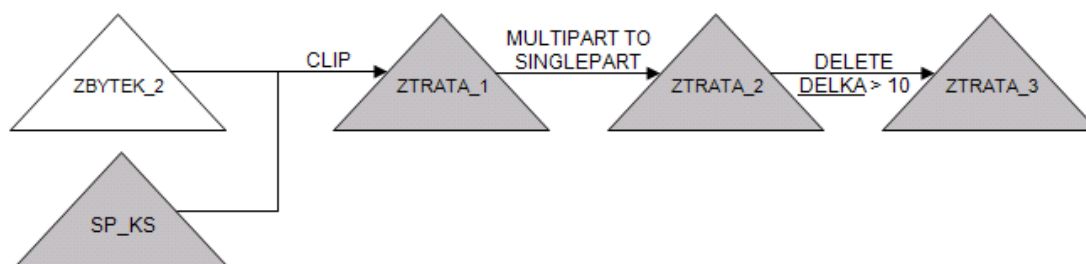 ZBYTEK_2
CLIP
ZTRATA_1
MULTIPART TO
SINGLEPART
ZTRATA_2
DELETE
DELKA > 10
ZTRATA_3
SP_KS